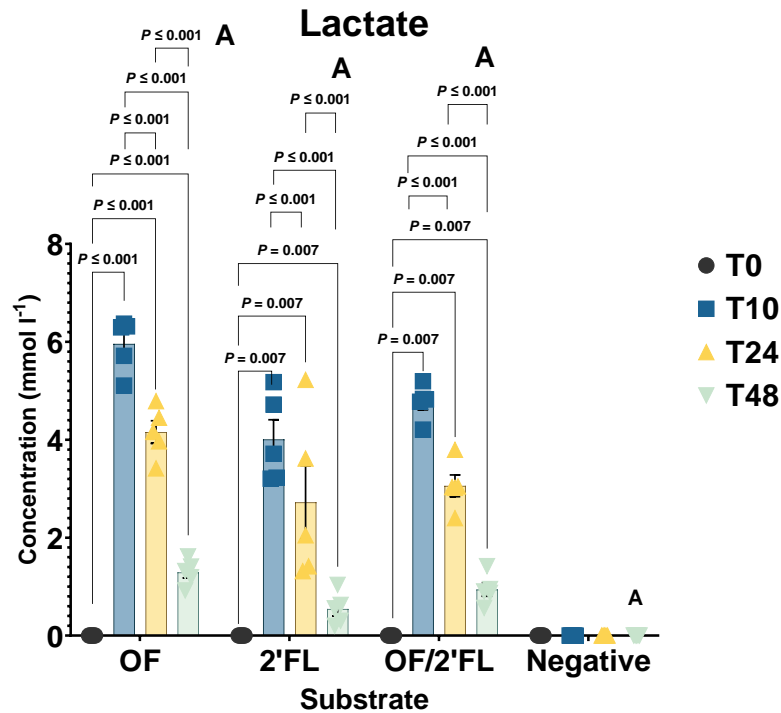 Lactate
A
A
A
P ≤ 0.001
P ≤ 0.001
P ≤ 0.001
P ≤ 0.001
P ≤ 0.001
P ≤ 0.001
P ≤ 0.001
P ≤ 0.001
P ≤ 0.001
P = 0.007
P = 0.007
P = 0.007
P ≤ 0.001
P ≤ 0.001
P ≤ 0.001
P = 0.007
P = 0.007
P = 0.007
T0
T10
T24
T48
8
6
4
2
0
Concentration (mmol l⁻¹)
A
OF
2'FL
OF/2'FL
Negative
Substrate